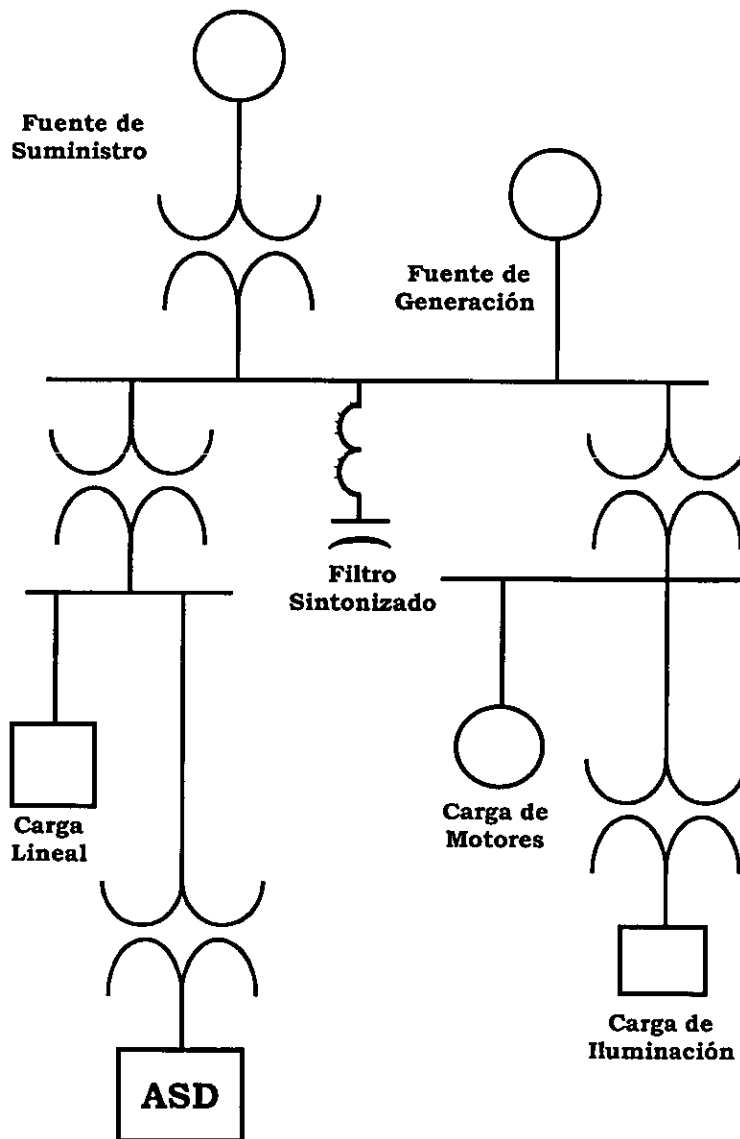 Fuente de
Suministro
Fuente de
Generación
Filtro
Sintonizado
Carga
Lineal
Carga de
Motores
Carga de
Iluminación
ASD